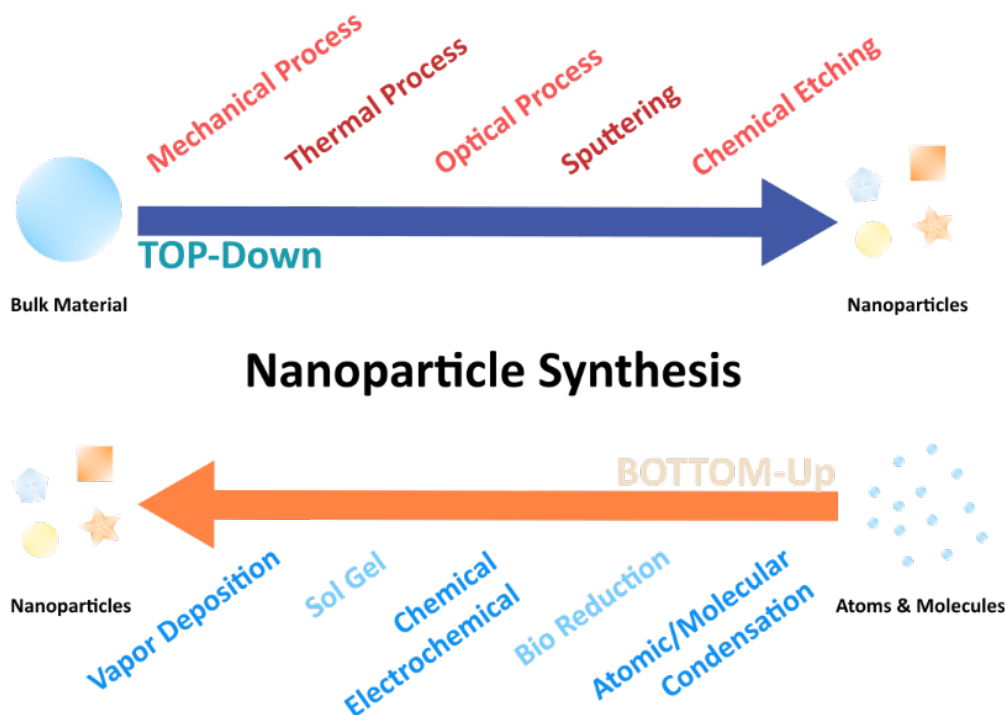 Mechanical Process
Thermal Process
Optical Process
Sputtering
Chemical Etching
TOP-Down
Bulk Material
Nanoparticles
Nanoparticle Synthesis
BOTTOM-Up
Nanoparticles
Atoms & Molecules
Vapor Deposition
Sol Gel
Chemical
Electrochemical
Bio Reduction
Atomic/Molecular
Condensation